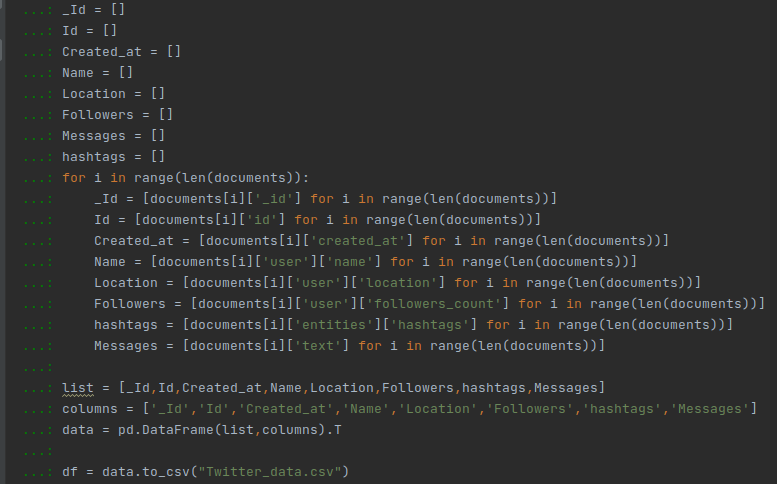 ...: _Id = []
...: Id = []
...: Created_at = []
...: Name = []
...: Location = []
...: Followers = []
...: Messages = []
...: hashtags = []
...: for i in range(len(documents)):
...:     _Id = [documents[i]['_id'] for i in range(len(documents))]
...:     Id = [documents[i]['id'] for i in range(len(documents))]
...:     Created_at = [documents[i]['created_at'] for i in range(len(documents))]
...:     Name = [documents[i]['user']['name'] for i in range(len(documents))]
...:     Location = [documents[i]['user']['location'] for i in range(len(documents))]
...:     Followers = [documents[i]['user']['followers_count'] for i in range(len(documents))]
...:     hashtags = [documents[i]['entities']['hashtags'] for i in range(len(documents))]
...:     Messages = [documents[i]['text'] for i in range(len(documents))]
...:
...: list = [_Id,Id,Created_at,Name,Location,Followers,hashtags,Messages]
...: columns = ['_Id','Id','Created_at','Name','Location','Followers','hashtags','Messages']
...: data = pd.DataFrame(list,columns).T
...:
...: df = data.to_csv("Twitter_data.csv")